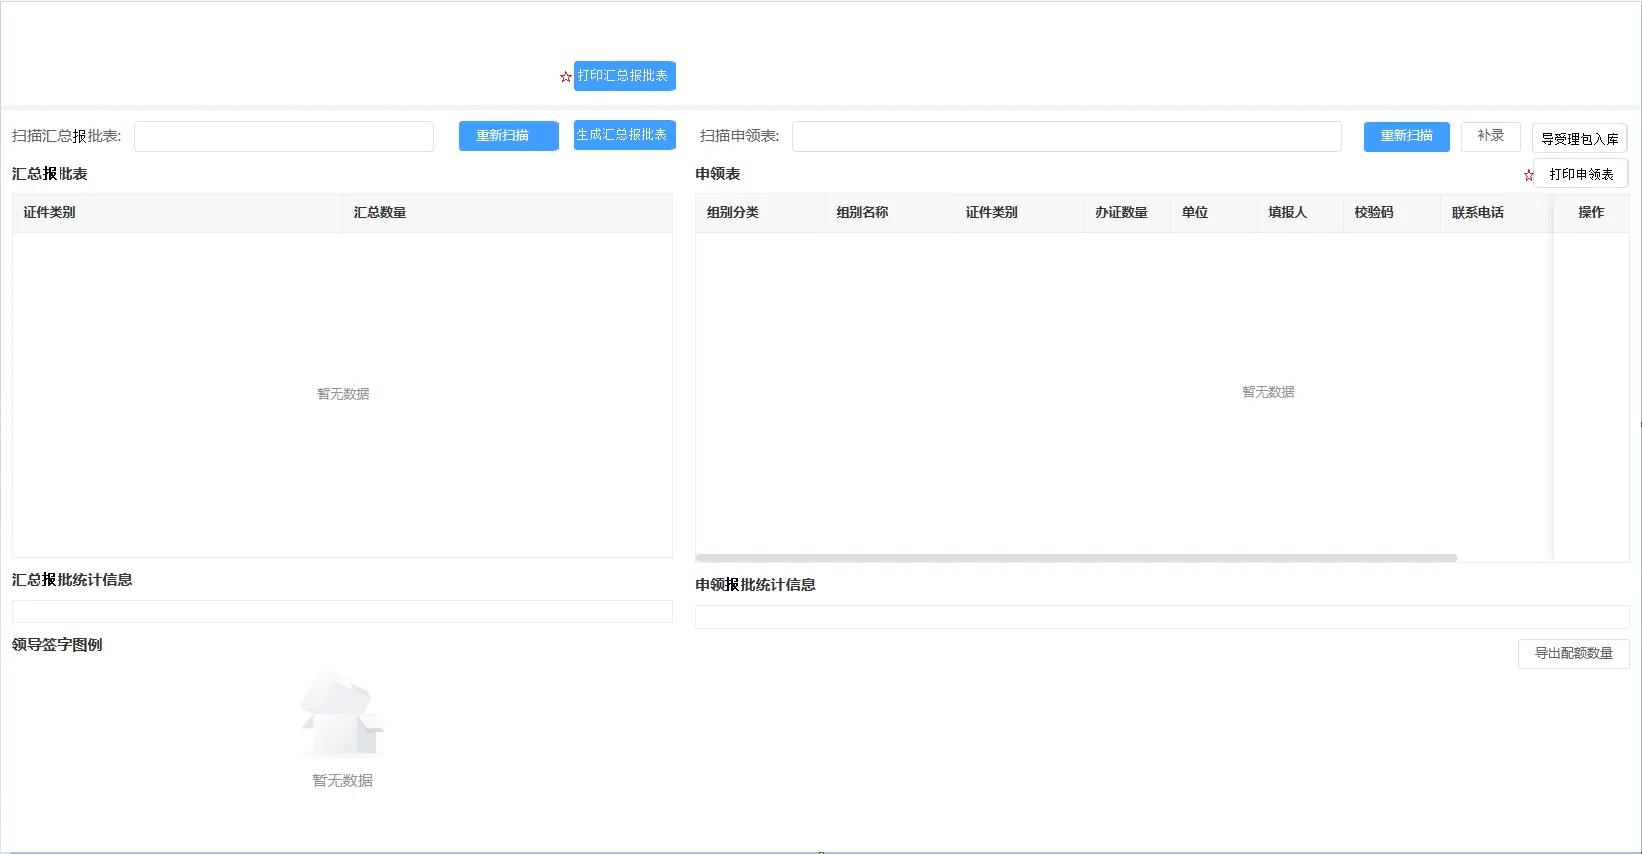 ☆ 打印汇总报批表
扫描汇总报批表: 重新扫描 生成汇总报批表 扫描申领表: 重新扫描 补录 导受理包入库
汇总报批表 申领表 ☆ 打印申领表
证件类别 汇总数量 组别分类 组别名称 证件类别 办证数量 单位 填报人 校验码 联系电话 操作
暂无数据 暂无数据
汇总报批统计信息 申领报批统计信息
领导签字图例 导出配额数量
暂无数据